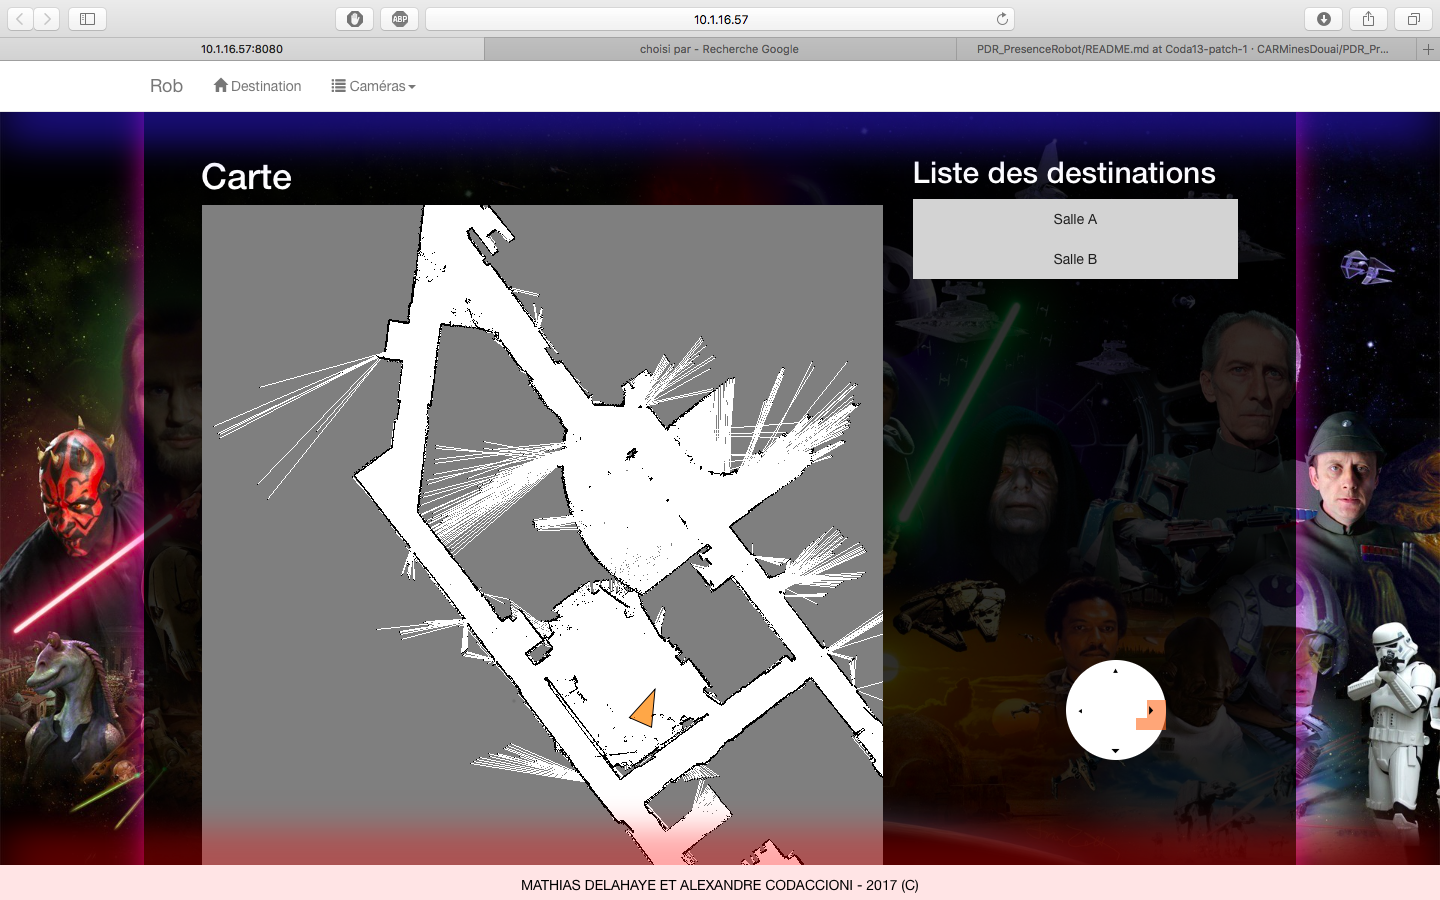 ABP
10.1.16.57
10.1.16.57:8080
choisi par - Recherche Google
PDR_PresenceRobot/README.md at Coda13-patch-1 · CARMinesDouai/PDR_Pr...
Rob
Destination
Caméras
Carte
Liste des destinations
Salle A
Salle B
MATHIAS DELAHAYE ET ALEXANDRE CODACCIONI - 2017 (C)